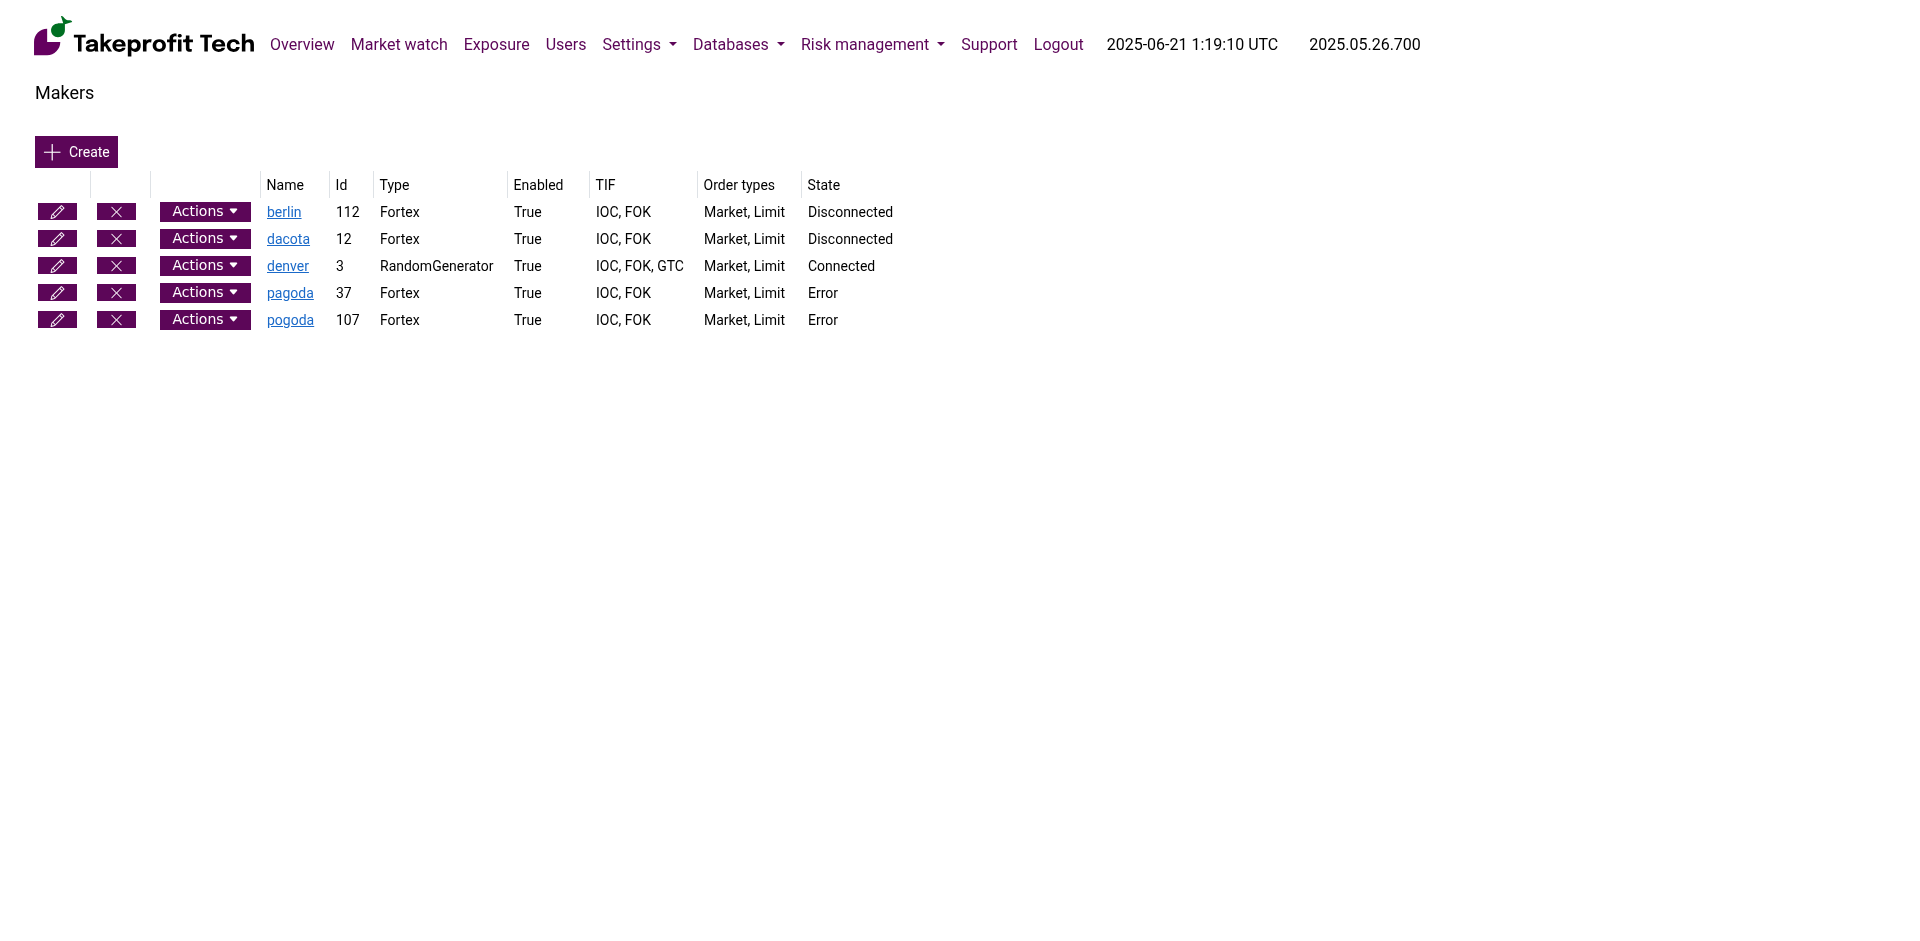 Takeprofit Tech Overview Market watch Exposure Users Settings Databases Risk management Support Logout 2025-06-21 1:19:10 UTC 2025.05.26.700
Makers
Create
Name Id Type Enabled TIF Order types State
Actions berlin 112 Fortex True IOC, FOK Market, Limit Disconnected
Actions dacota 12 Fortex True IOC, FOK Market, Limit Disconnected
Actions denver 3 RandomGenerator True IOC, FOK, GTC Market, Limit Connected
Actions pagoda 37 Fortex True IOC, FOK Market, Limit Error
Actions pogoda 107 Fortex True IOC, FOK Market, Limit Error